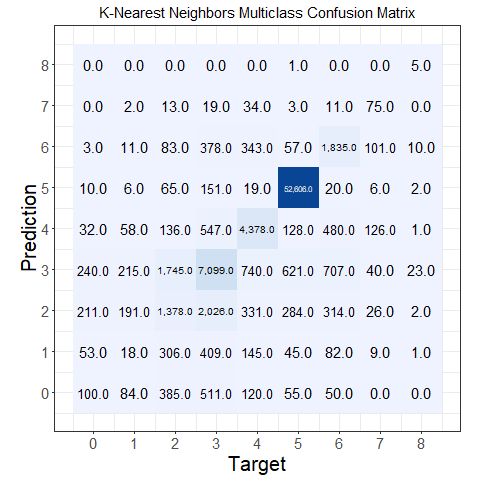 K-Nearest Neighbors Multiclass Confusion Matrix
8 0.0 0.0 0.0 0.0 0.0 1.0 0.0 0.0 5.0
7 0.0 2.0 13.0 19.0 34.0 3.0 11.0 75.0 0.0
6 3.0 11.0 83.0 378.0 343.0 57.0 1,835.0 101.0 10.0
5 10.0 6.0 65.0 151.0 19.0 52,606.0 20.0 6.0 2.0
4 32.0 58.0 136.0 547.0 4,378.0 128.0 480.0 126.0 1.0
3 240.0 215.0 1,745.0 7,099.0 740.0 621.0 707.0 40.0 23.0
2 211.0 191.0 1,378.0 2,026.0 331.0 284.0 314.0 26.0 2.0
1 53.0 18.0 306.0 409.0 145.0 45.0 82.0 9.0 1.0
0 100.0 84.0 385.0 511.0 120.0 55.0 50.0 0.0 0.0
0 1 2 3 4 5 6 7 8
Target
Prediction